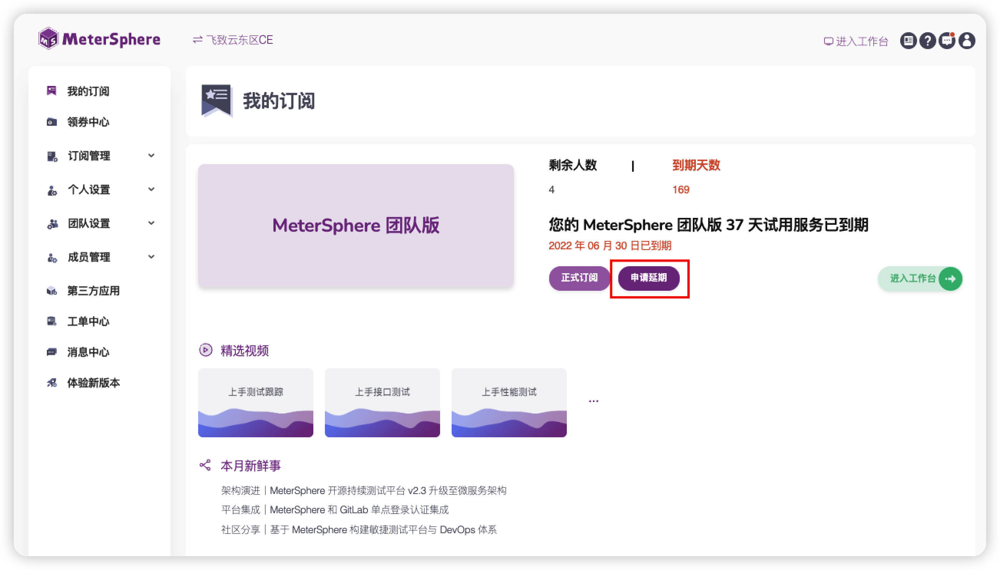 MeterSphere
飞致云东区CE
进入工作台
我的订阅
领券中心
订阅管理
个人设置
团队设置
成员管理
第三方应用
工单中心
消息中心
体验新版本
我的订阅
MeterSphere 团队版
剩余人数 | 到期天数
4 169
您的 MeterSphere 团队版 37 天试用服务已到期
2022 年 06 月 30 日已到期
正式订阅 申请延期 进入工作台
精选视频
上手测试跟踪 上手接口测试 上手性能测试 ...
本月新鲜事
架构演进｜MeterSphere 开源持续测试平台 v2.3 升级至微服务架构
平台集成｜MeterSphere 和 GitLab 单点登录认证集成
社区分享｜基于 MeterSphere 构建敏捷测试平台与 DevOps 体系